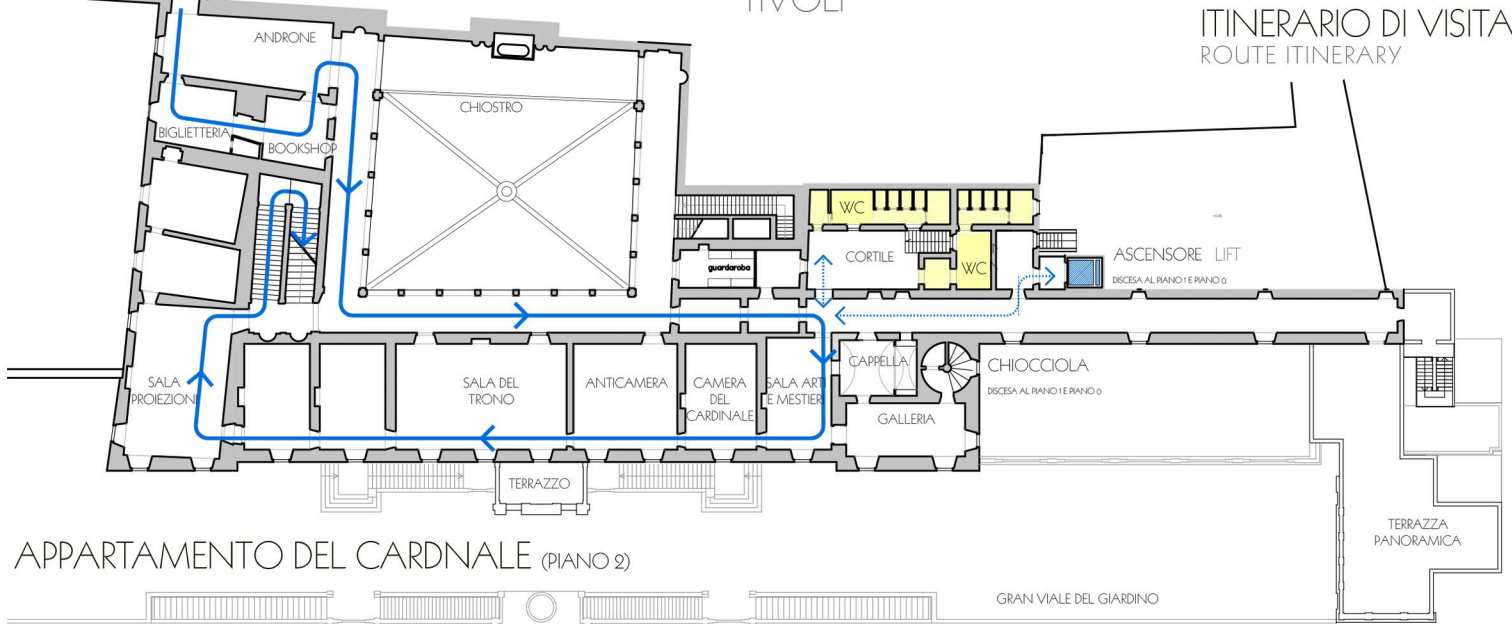 TIVOLI
ITINERARIO DI VISITA
ROUTE ITINERARY
ANDRONE
CHIOSTRO
BIGLIETTERIA
BOOKSHOP
WC
CORTILE
WC
guardaroba
ASCENSORE LIFT
DISCESA AL PIANO 1 E PIANO 0
SALA
PROIEZIONI
SALA DEL
TRONO
ANTICAMERA
CAMERA
DEL
CARDINALE
SALA ARTI
E MESTIERI
CAPPELLA
GALLERIA
CHIOCCIOLA
DISCESA AL PIANO 1 E PIANO 0
TERRAZZO
TERRAZZA
PANORAMICA
APPARTAMENTO DEL CARDNALE (PIANO 2)
GRAN VIALE DEL GIARDINO